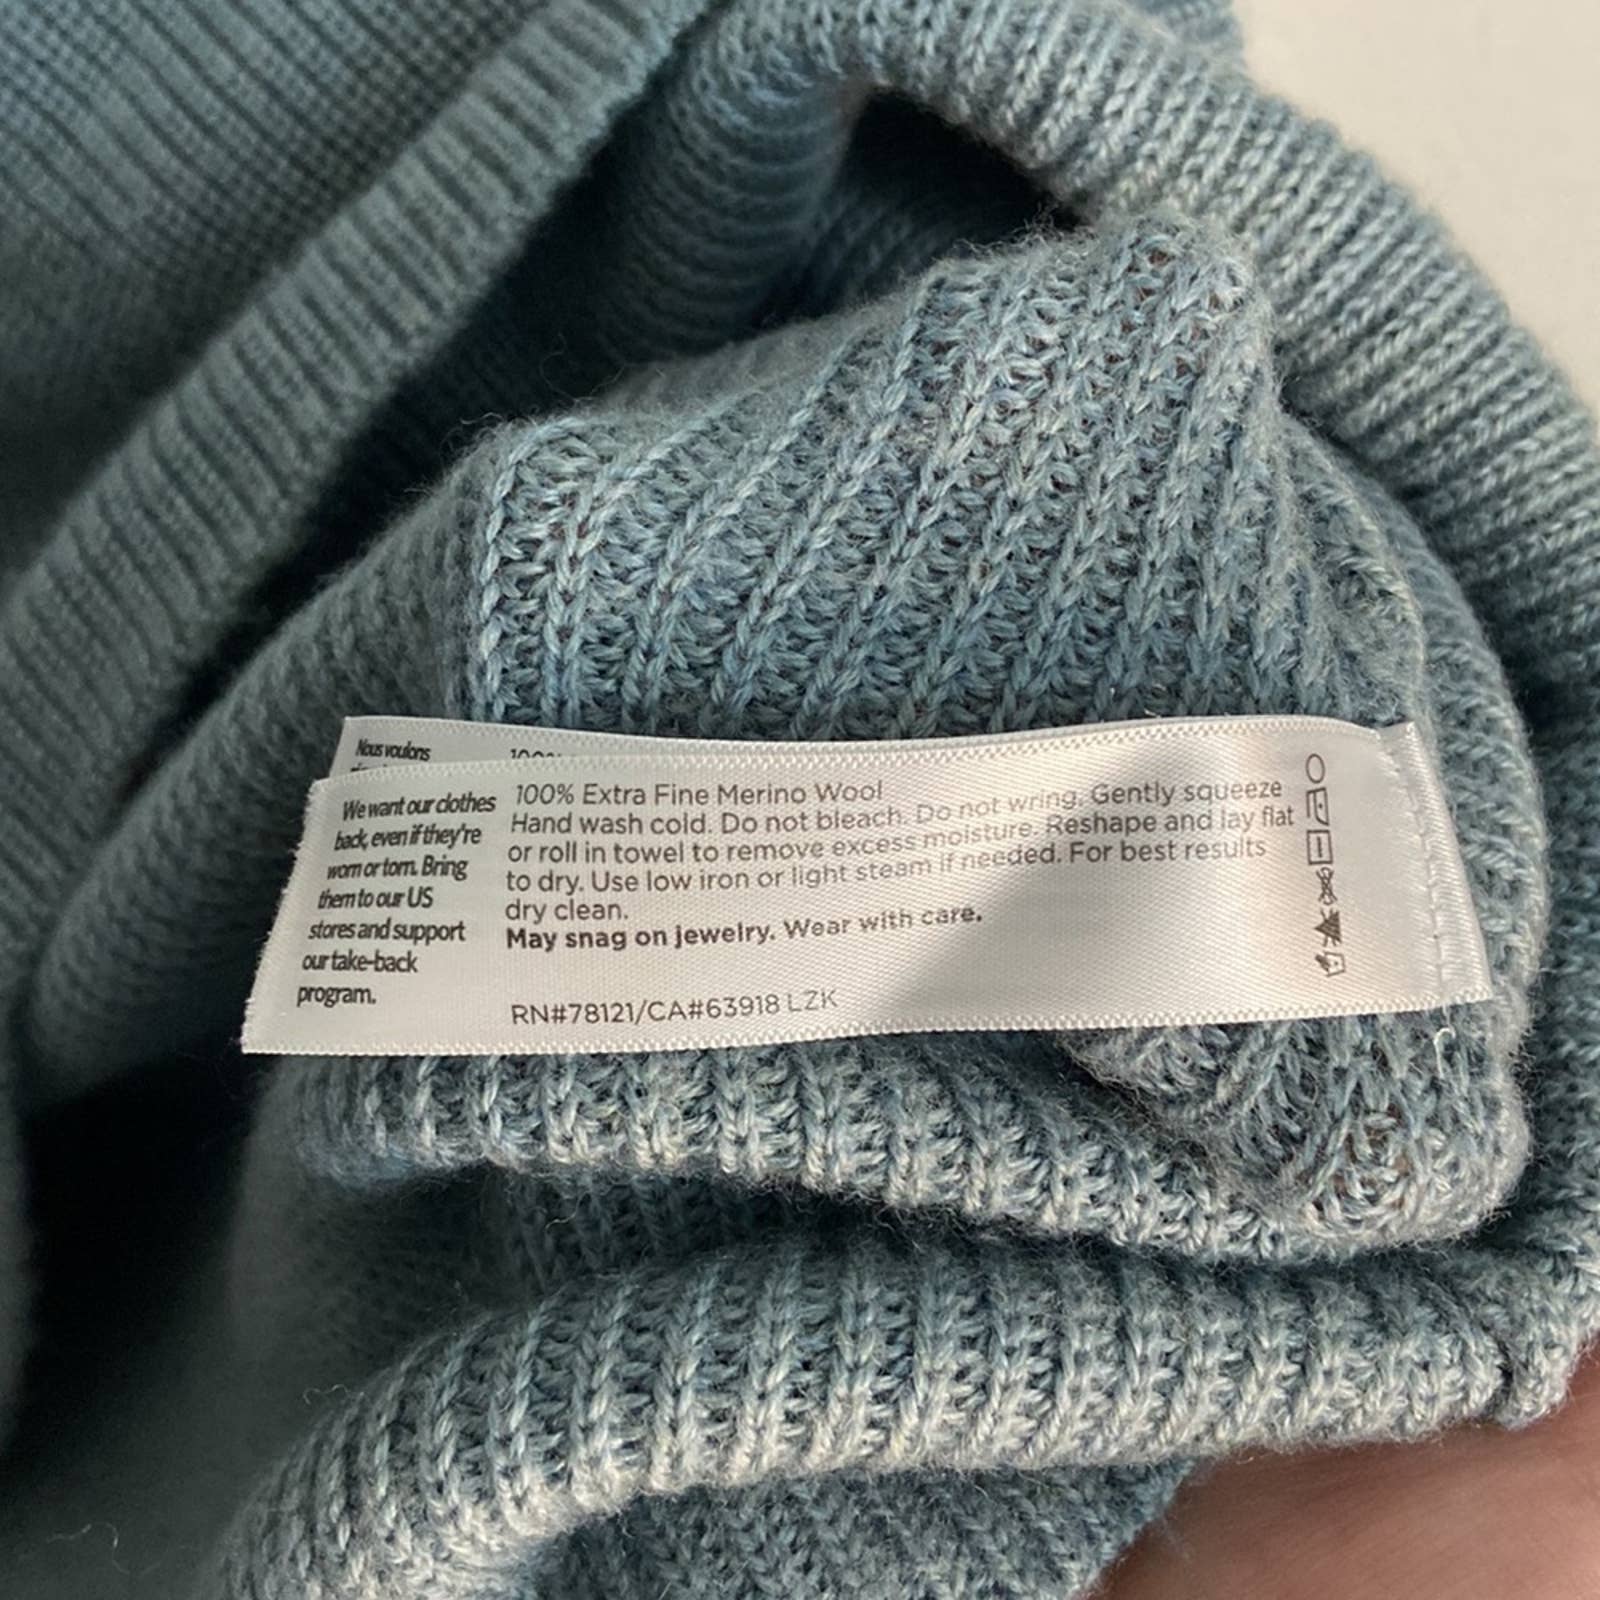 Nous voulons
100%
We want our clothes
back, even if they're
worn or torn. Bring
them to our US
stores and support
our take-back
program.
100% Extra Fine Merino Wool
Hand wash cold. Do not bleach. Do not wring. Gently squeeze
or roll in towel to remove excess moisture. Reshape and lay flat
to dry. Use low iron or light steam if needed. For best results
dry clean.
May snag on jewelry. Wear with care.
RN#78121/CA#63918 LZK